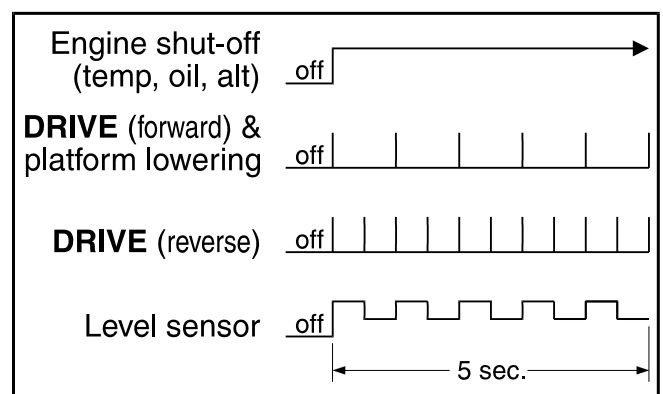 Engine shut-off
(temp, oil, alt)
off
DRIVE (forward) &
platform lowering
off
DRIVE (reverse)
off
Level sensor
off
5 sec.